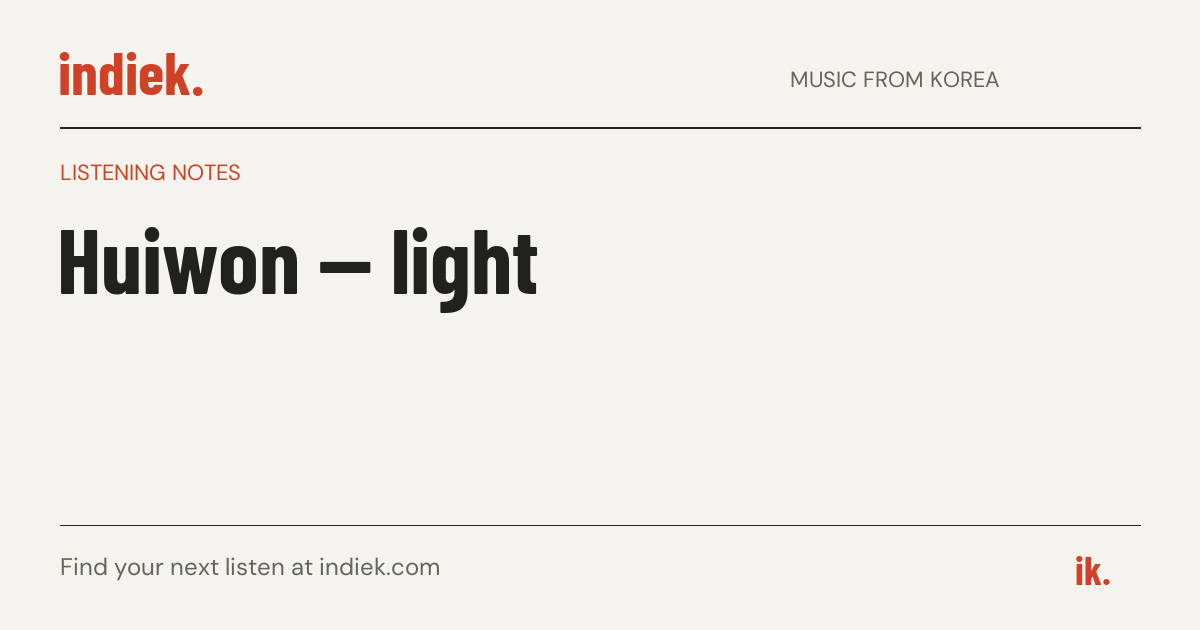 indiek.
MUSIC FROM KOREA
LISTENING NOTES
Huiwon — light
Find your next listen at indiek.com
ik.